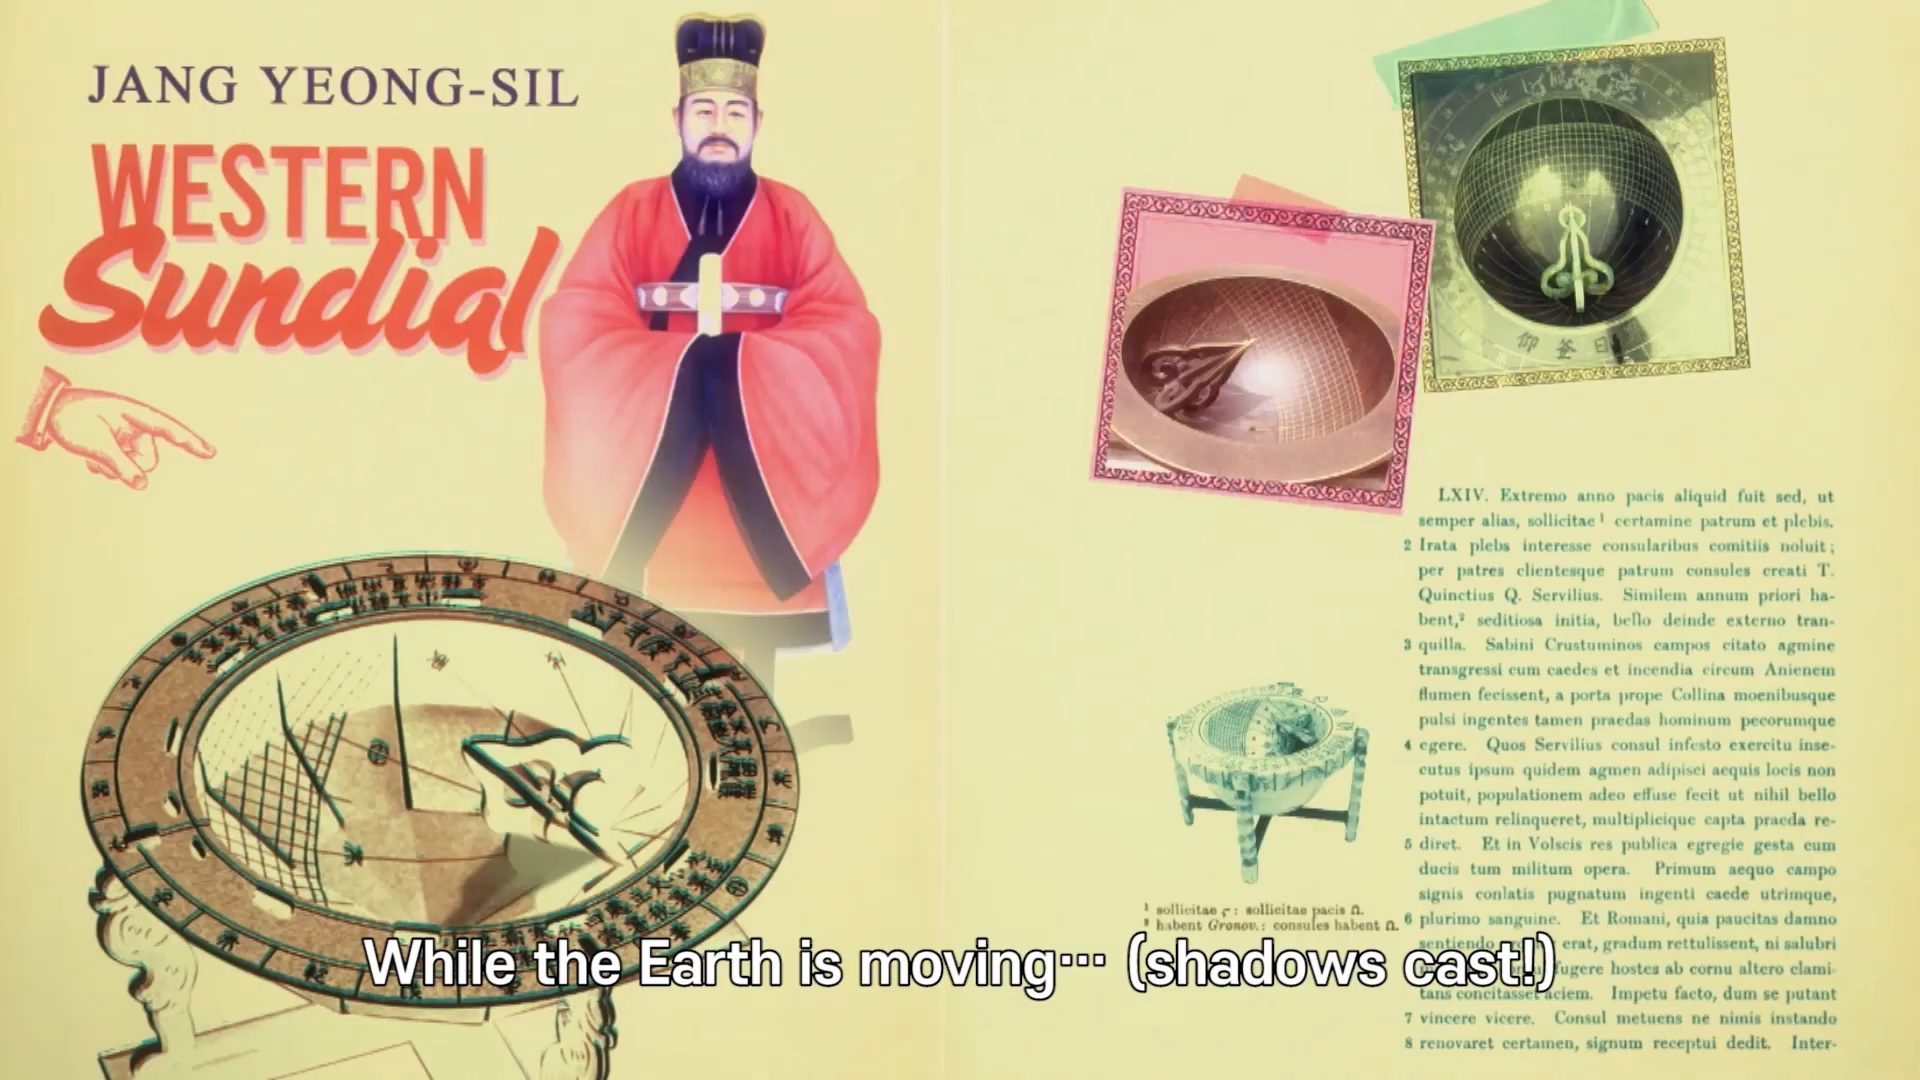 JANG YEONG-SIL
WESTERN
Sundial
仰 釜 日
LXIV. Extremo anno pacis aliquid fuit sed, ut
semper alias, sollicitae¹ certamine patrum et plebis.
2 Irata plebs interesse consularibus comitiis noluit;
per patres clientesque patrum consules creati T.
Quinctius Q. Servilius. Similem annum priori ha-
bent,² seditiosa initia, bello deinde externo tran-
3 quilla. Sabini Crustuminos campos citato agmine
transgressi cum caedes et incendia circum Anienem
flumen fecissent, a porta prope Collina moenibusque
pulsi ingentes tamen praedas hominum pecorumque
4 egere. Quos Servilius consul infesto exercitu inse-
cutus ipsum quidem agmen adipisci aequis locis non
potuit, populationem adeo effuse fecit ut nihil bello
intactum relinqueret, multiplicique capta praeda re-
5 diret. Et in Volscis res publica egregie gesta cum
ducis tum militum opera. Primum aequo campo
signis conlatis pugnatum ingenti caede utrimque,
6 plurimo sanguine. Et Romani, quia paucitas damno
sentiendo erat, gradum rettulissent, ni salubri
fugere hostes ab cornu altero clami-
tans concitasset aciem. Impetu facto, dum se putant
7 vincere vicere. Consul metuens ne nimis instando
8 renovaret certamen, signum receptui dedit. Inter-
¹ sollicitae ς: sollicitae pacis Ω.
² habent Gronov.: consules habent Ω.
While the Earth is moving⋯ (shadows cast!)